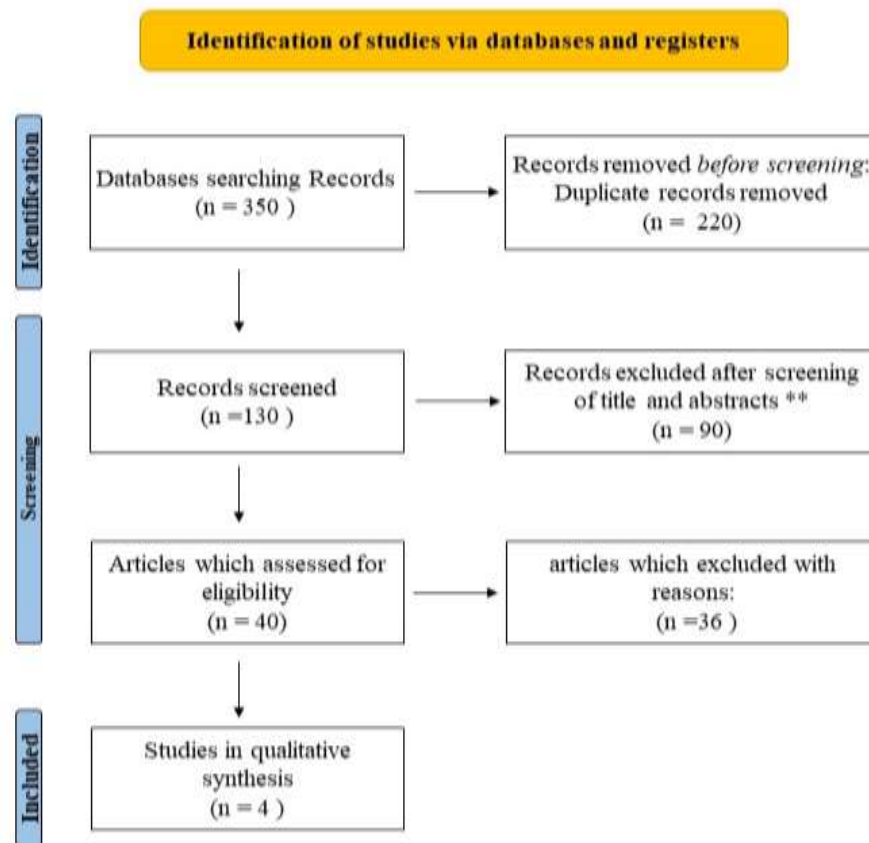 Identification of studies via databases and registers
Identification
Databases searching Records
(n = 350 )
Records removed before screening:
Duplicate records removed
(n = 220)
Screening
Records screened
(n =130 )
Records excluded after screening
of title and abstracts **
(n = 90)
Articles which assessed for
eligibility
(n = 40)
articles which excluded with
reasons:
(n =36 )
Included
Studies in qualitative
synthesis
(n = 4 )